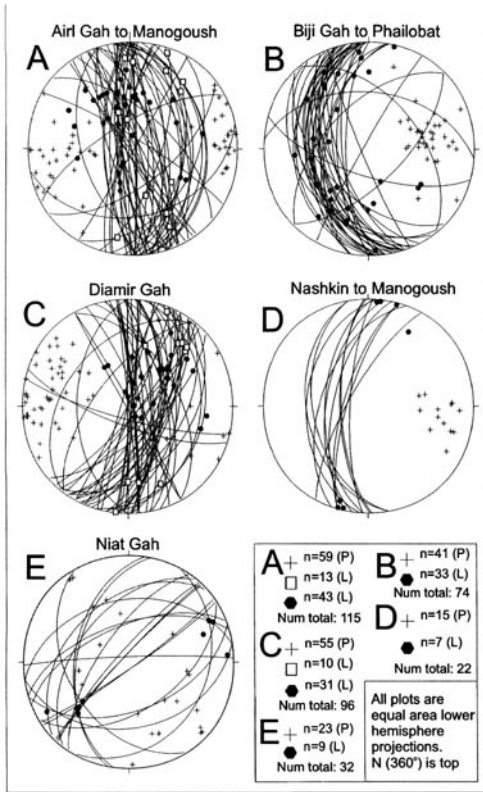 Airl Gah to Manogoush
Biji Gah to Phailobat
A
B
Diamir Gah
Nashkin to Manogoush
C
D
Niat Gah
E
A
n=59 (P)
n=13 (L)
n=43 (L)
Num total: 115
B
n=41 (P)
n=33 (L)
Num total: 74
C
n=55 (P)
n=10 (L)
n=31 (L)
Num total: 96
D
n=15 (P)
n=7 (L)
Num total: 22
E
n=23 (P)
n=9 (L)
Num total: 32
All plots are
equal area lower
hemisphere
projections.
N (360°) is top